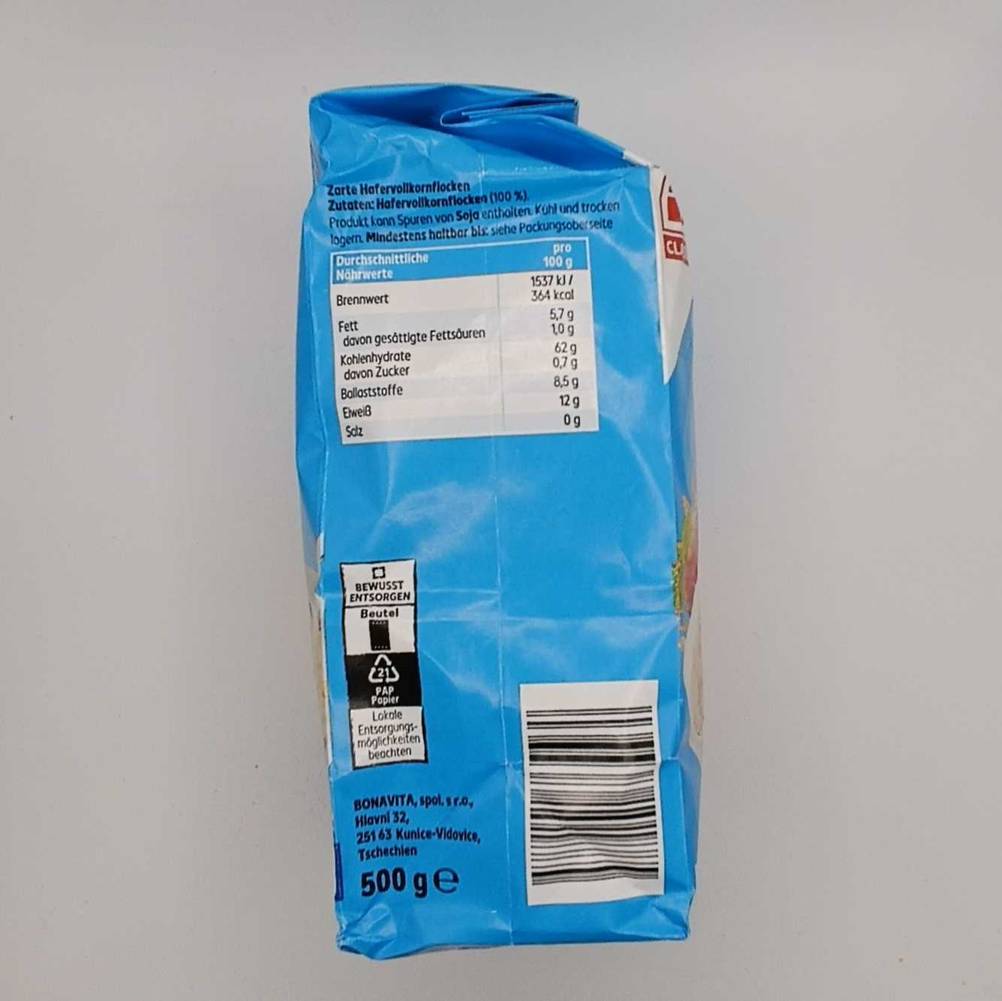 Zarte Hafervollkornflocken
Zutaten: Hafervollkornflocken (100 %).
Produkt kann Spuren von Soja enthalten. Kühl und trocken
lagern. Mindestens haltbar bis: siehe Packungsoberseite
Durchschnittliche Nährwerte pro 100 g
Brennwert 1537 kJ / 364 kcal
Fett 5,7 g
davon gesättigte Fettsäuren 1,0 g
Kohlenhydrate 62 g
davon Zucker 0,7 g
Ballaststoffe 8,5 g
Eiweiß 12 g
Salz 0 g
BEWUSST
ENTSORGEN
Beutel
21
PAP
Papier
Lokale
Entsorgungs-
möglichkeiten
beachten
BONAVITA, spol. s r.o.,
Hlavní 32,
251 63 Kunice-Vidovice,
Tschechien
500 g e